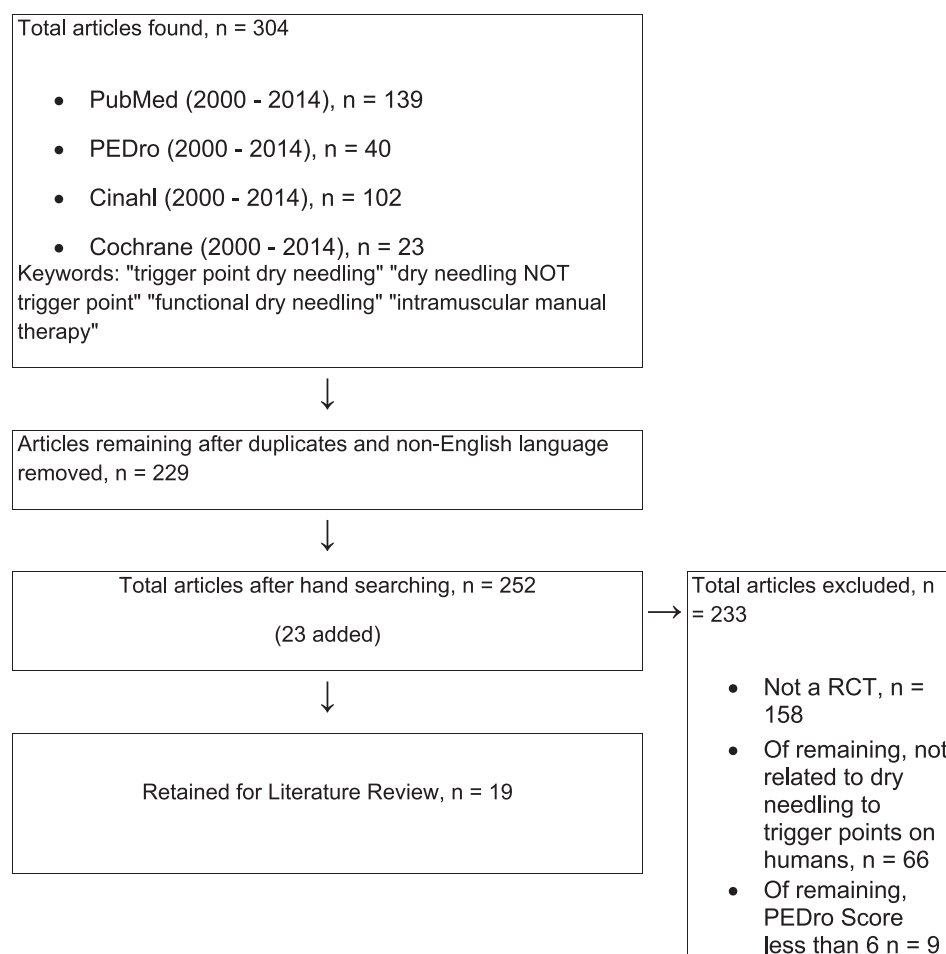 Total articles found, n = 304
• PubMed (2000 - 2014), n = 139
• PEDro (2000 - 2014), n = 40
• Cinahl (2000 - 2014), n = 102
• Cochrane (2000 - 2014), n = 23
Keywords: "trigger point dry needling" "dry needling NOT
trigger point" "functional dry needling" "intramuscular manual
therapy"
↓
Articles remaining after duplicates and non-English language
removed, n = 229
↓
Total articles after hand searching, n = 252
(23 added)
→
Total articles excluded, n
= 233
• Not a RCT, n =
158
• Of remaining, not
related to dry
needling to
trigger points on
humans, n = 66
• Of remaining,
PEDro Score
less than 6 n = 9
↓
Retained for Literature Review, n = 19